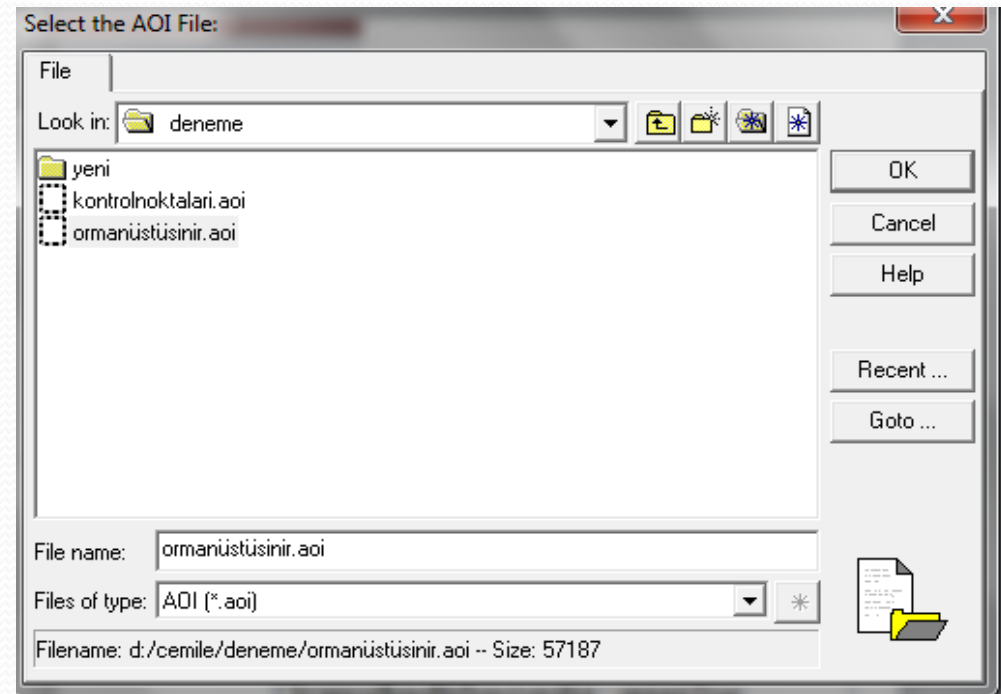 Select the AOI File:
File
Look in: deneme
yeni
kontrolnoktalari.aoi
ormanüstüsinir.aoi
OK
Cancel
Help
Recent ...
Goto ...
File name: ormanüstüsinir.aoi
Files of type: AOI (*.aoi)
Filename: d:/cemile/deneme/ormanüstüsinir.aoi -- Size: 57187